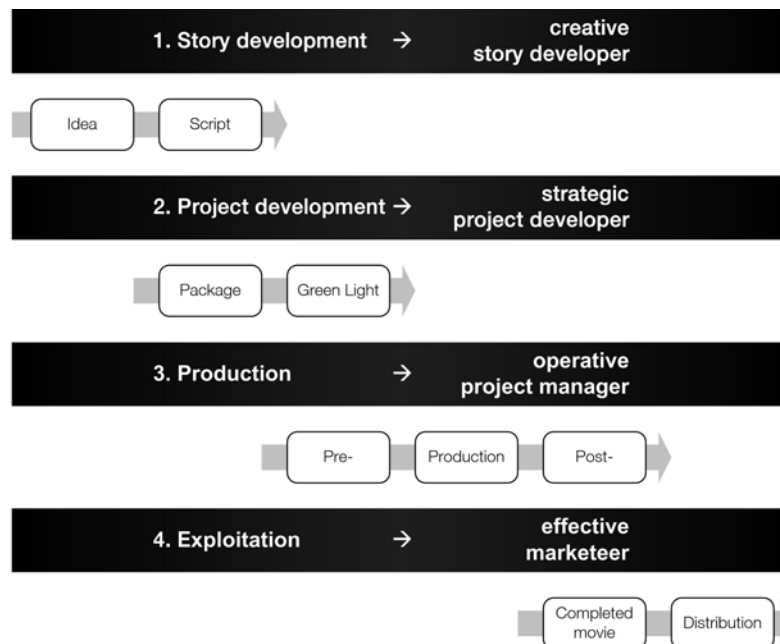 1. Story development → creative
story developer
Idea
Script
2. Project development → strategic
project developer
Package
Green Light
3. Production → operative
project manager
Pre-
Production
Post-
4. Exploitation → effective
marketeer
Completed
movie
Distribution